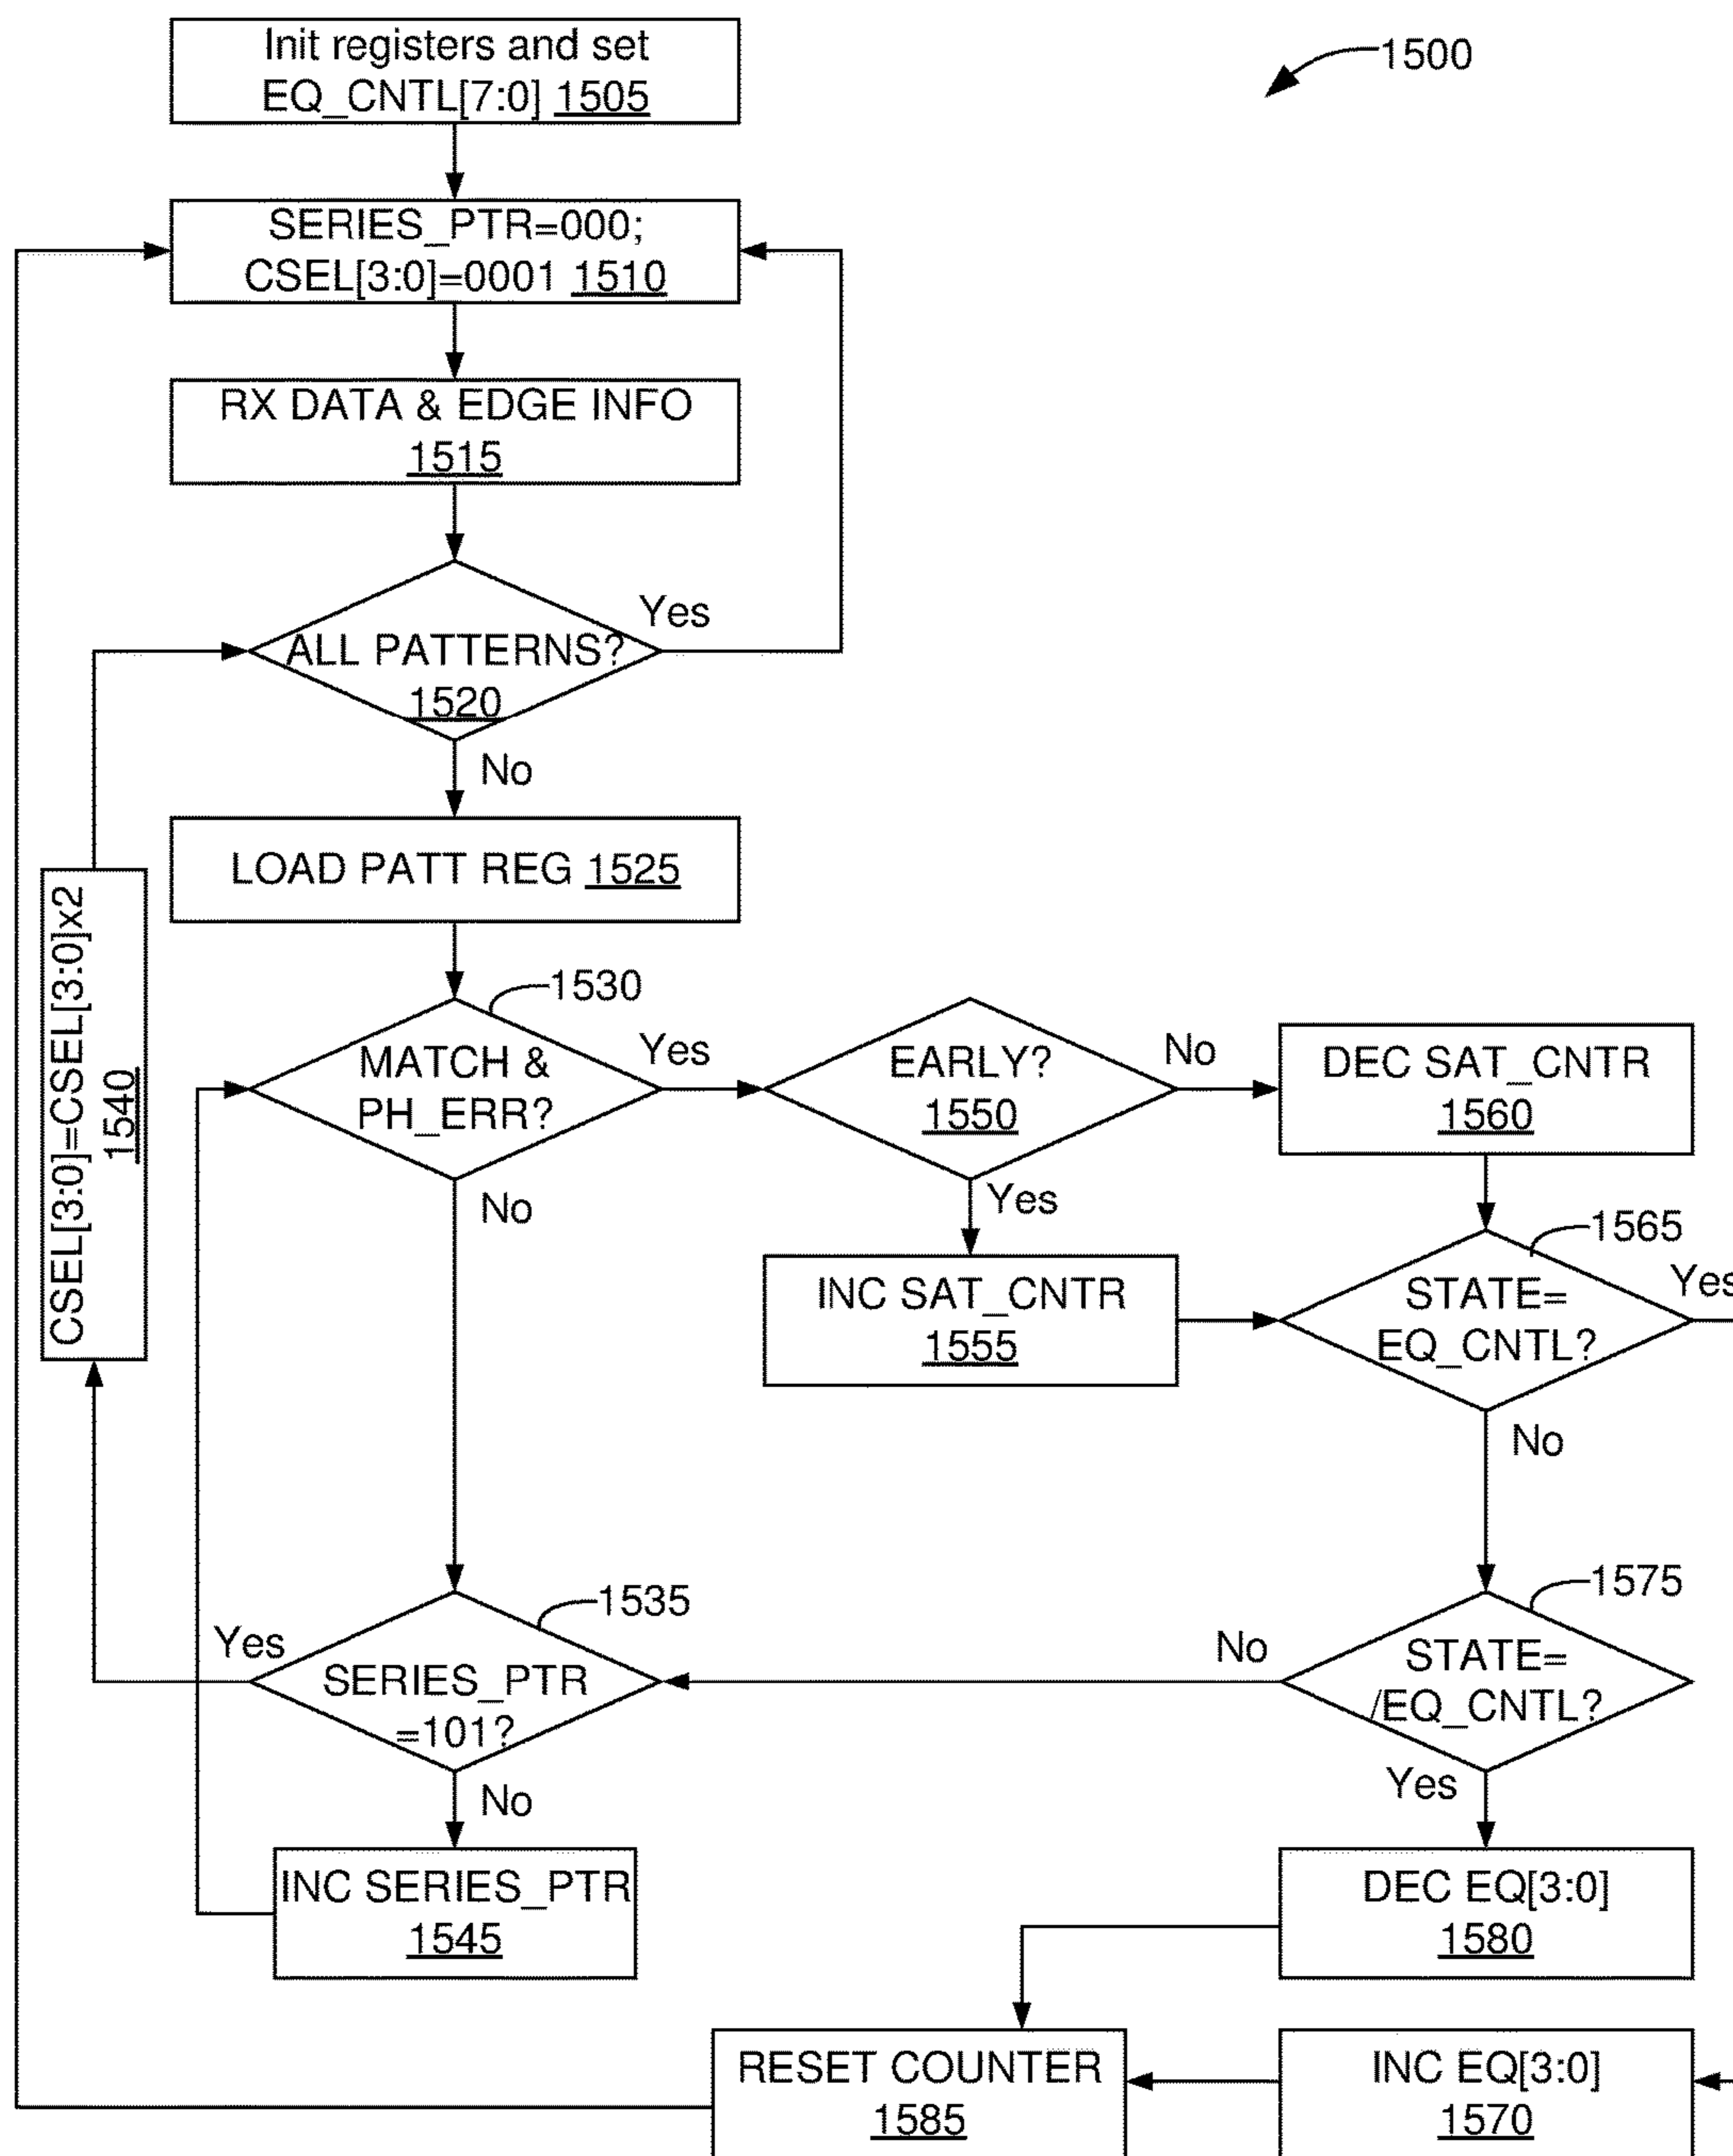 Init registers and set
EQ_CNTL[7:0] 1505
1500
SERIES_PTR=000;
CSEL[3:0]=0001 1510
RX DATA & EDGE INFO
1515
Yes
ALL PATTERNS?
1520
No
LOAD PATT REG 1525
CSEL[3:0]=CSEL[3:0]x2
1540
1530
MATCH &
PH_ERR?
Yes
No
EARLY?
1550
No
Yes
DEC SAT_CNTR
1560
INC SAT_CNTR
1555
1565
STATE=
EQ_CNTL?
Yes
No
1535
Yes
SERIES_PTR
=101?
No
1575
No
STATE=
/EQ_CNTL?
Yes
INC SERIES_PTR
1545
DEC EQ[3:0]
1580
RESET COUNTER
1585
INC EQ[3:0]
1570